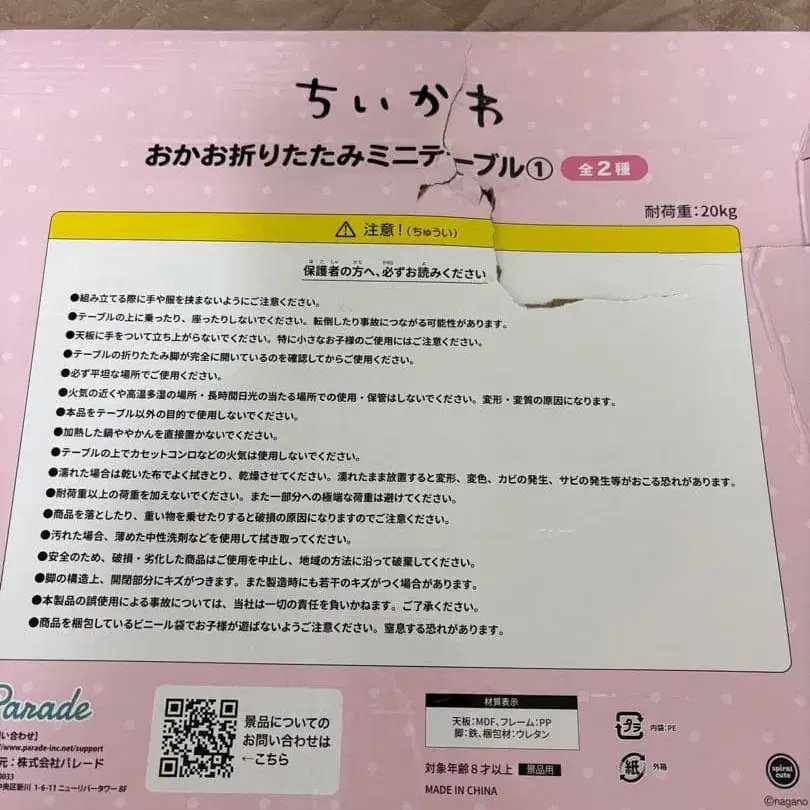 ちいかわ
おかお折りたたみミニテーブル① 全2種
耐荷重：20kg
⚠ 注意！(ちゅうい)
保護者の方へ、必ずお読みください
●組み立てる際に手や服を挟まないようにご注意ください。
●テーブルの上に乗ったり、座ったりしないでください。転倒したり事故につながる可能性があります。
●天板に手をついて立ち上がらないでください。特に小さなお子様のご使用にはご注意ください。
●テーブルの折りたたみ脚が完全に開いているのを確認してからご使用ください。
●必ず平坦な場所でご使用ください。
●火気の近くや高温多湿の場所・長時間日光の当たる場所での使用・保管はしないでください。変形・変質の原因になります。
●本品をテーブル以外の目的で使用しないでください。
●加熱した鍋ややかんを直接置かないでください。
●テーブルの上でカセットコンロなどの火気は使用しないでください。
●濡れた場合は乾いた布でよく拭きとり、乾燥させてください。濡れたまま放置すると変形、変色、カビの発生、サビの発生等がおこる恐れがあります。
●耐荷重以上の荷重を加えないでください。また一部分への極端な荷重は避けてください。
●商品を落としたり、重い物を乗せたりすると破損の原因になりますのでご注意ください。
●汚れた場合、薄めた中性洗剤などを使用して拭き取ってください。
●安全のため、破損・劣化した商品はご使用を中止し、地域の方法に沿って破棄してください。
●脚の構造上、開閉部分にキズがつきます。また製造時にも若干のキズがつく場合があります。
●本製品の誤使用による事故については、当社は一切の責任を負いかねます。ご了承ください。
●商品を梱包しているビニール袋でお子様が遊ばないようご注意ください。窒息する恐れがあります。
Parade
い合わせ】
//www.parade-inc.net/support
元：株式会社パレード
0033
中央区新川 1-6-11 ニューリバータワー 8F
景品についての
お問い合わせは
←こちら
材質表示
天板：MDF、フレーム：PP
脚：鉄、梱包材：ウレタン
対象年齢8才以上 景品用
MADE IN CHINA
プラ 内袋：PE
紙 外箱
spiral
cute
©nagano